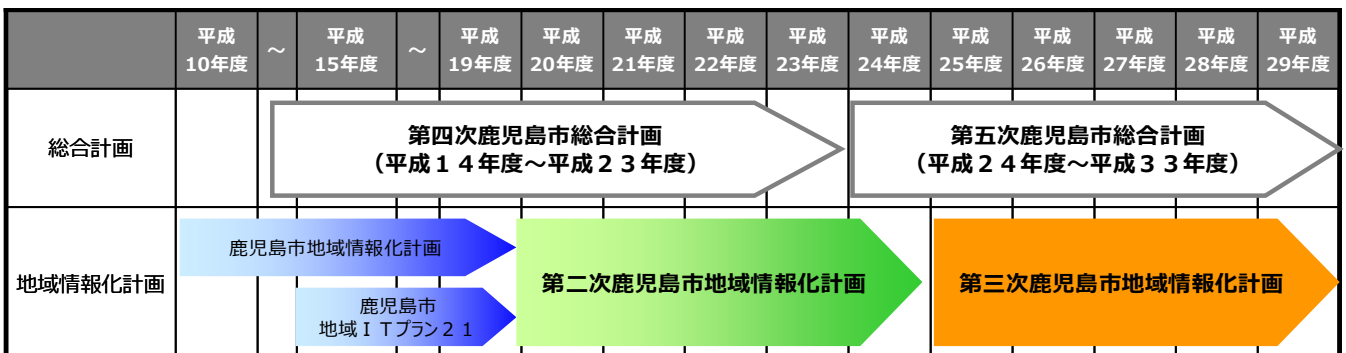 平成
10年度
～
平成
15年度
～
平成
19年度
平成
20年度
平成
21年度
平成
22年度
平成
23年度
平成
24年度
平成
25年度
平成
26年度
平成
27年度
平成
28年度
平成
29年度
総合計画
第四次鹿児島市総合計画
（平成１４年度～平成２３年度）
第五次鹿児島市総合計画
（平成２４年度～平成３３年度）
地域情報化計画
鹿児島市地域情報化計画
鹿児島市
地域ＩＴプラン２１
第二次鹿児島市地域情報化計画
第三次鹿児島市地域情報化計画